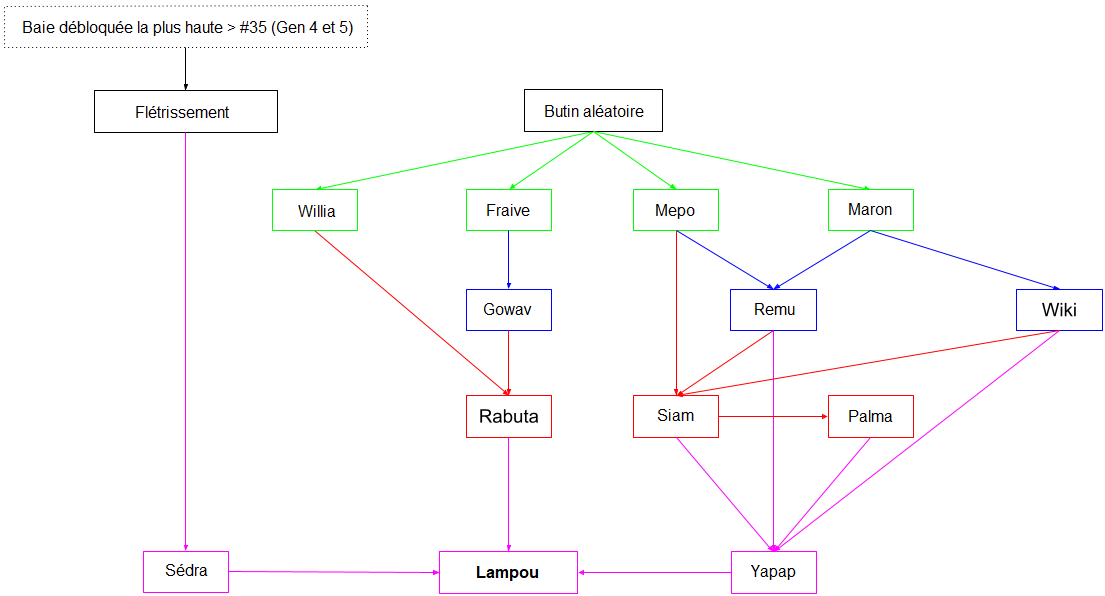 Baie débloquée la plus haute > #35 (Gen 4 et 5)
Flétrissement
Butin aléatoire
Willia
Fraive
Mepo
Maron
Gowav
Remu
Wiki
Rabuta
Siam
Palma
Sédra
Lampou
Yapap